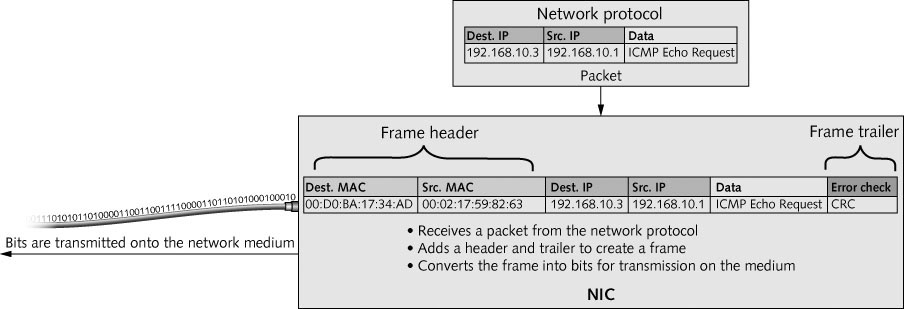 Network protocol
Dest. IP Src. IP Data
192.168.10.3 192.168.10.1 ICMP Echo Request
Packet
Frame header Frame trailer
Dest. MAC Src. MAC Dest. IP Src. IP Data Error check
00:D0:BA:17:34:AD 00:02:17:59:82:63 192.168.10.3 192.168.10.1 ICMP Echo Request CRC
Bits are transmitted onto the network medium
• Receives a packet from the network protocol
• Adds a header and trailer to create a frame
• Converts the frame into bits for transmission on the medium
NIC